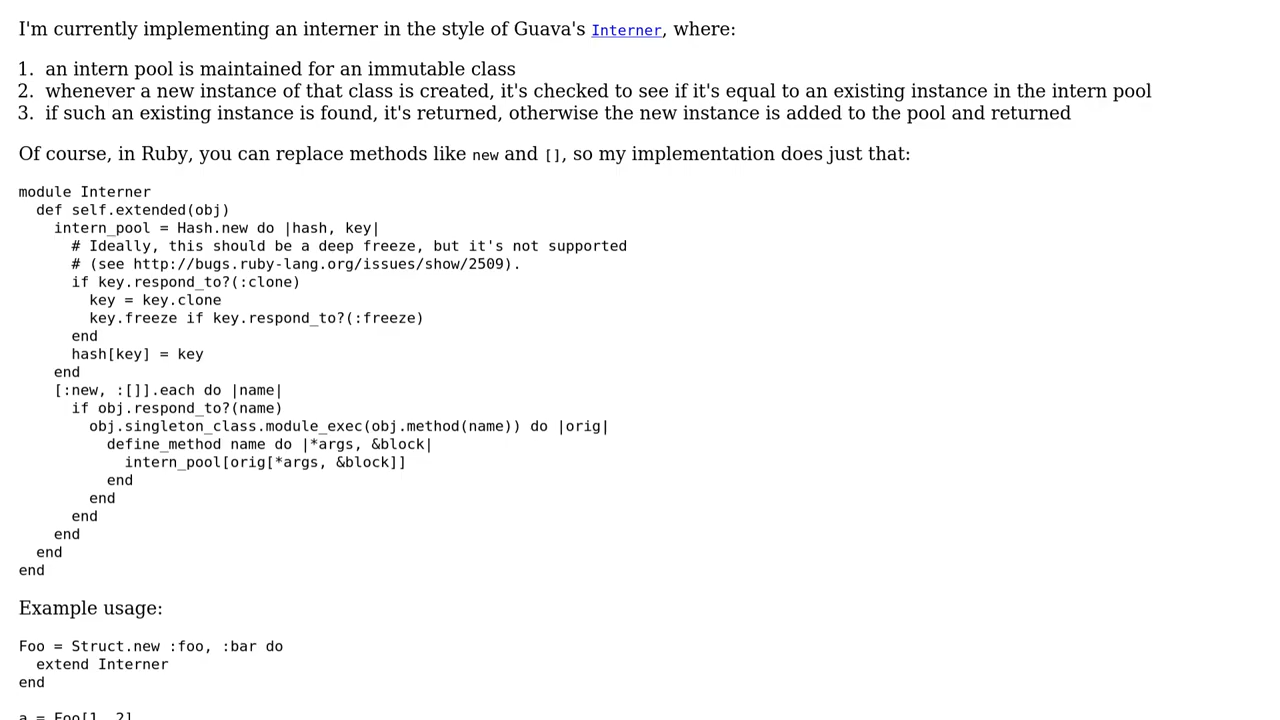 I'm currently implementing an interner in the style of Guava's Interner, where:
1. an intern pool is maintained for an immutable class
2. whenever a new instance of that class is created, it's checked to see if it's equal to an existing instance in the intern pool
3. if such an existing instance is found, it's returned, otherwise the new instance is added to the pool and returned
Of course, in Ruby, you can replace methods like new and [], so my implementation does just that:
module Interner
  def self.extended(obj)
    intern_pool = Hash.new do |hash, key|
      # Ideally, this should be a deep freeze, but it's not supported
      # (see http://bugs.ruby-lang.org/issues/show/2509).
      if key.respond_to?(:clone)
        key = key.clone
        key.freeze if key.respond_to?(:freeze)
      end
      hash[key] = key
    end
    [:new, :[]].each do |name|
      if obj.respond_to?(name)
        obj.singleton_class.module_exec(obj.method(name)) do |orig|
          define_method name do |*args, &block|
            intern_pool[orig[*args, &block]]
          end
        end
      end
    end
  end
end
Example usage:
Foo = Struct.new :foo, :bar do
  extend Interner
end
a = Foo[1, 2]